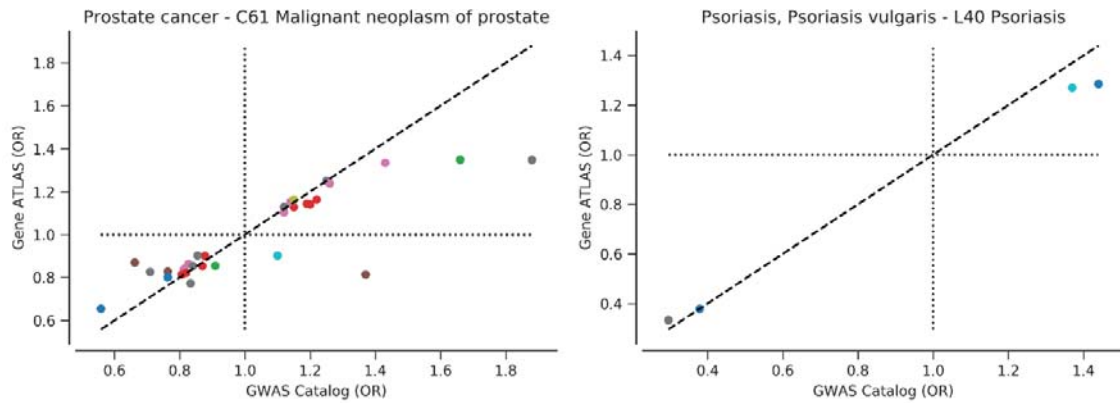 Prostate cancer - C61 Malignant neoplasm of prostate
1.8
1.6
1.4
1.2
1.0
0.8
0.6
Gene ATLAS (OR)
0.6 0.8 1.0 1.2 1.4 1.6 1.8
GWAS Catalog (OR)
Psoriasis, Psoriasis vulgaris - L40 Psoriasis
1.4
1.2
1.0
0.8
0.6
0.4
Gene ATLAS (OR)
0.4 0.6 0.8 1.0 1.2 1.4
GWAS Catalog (OR)